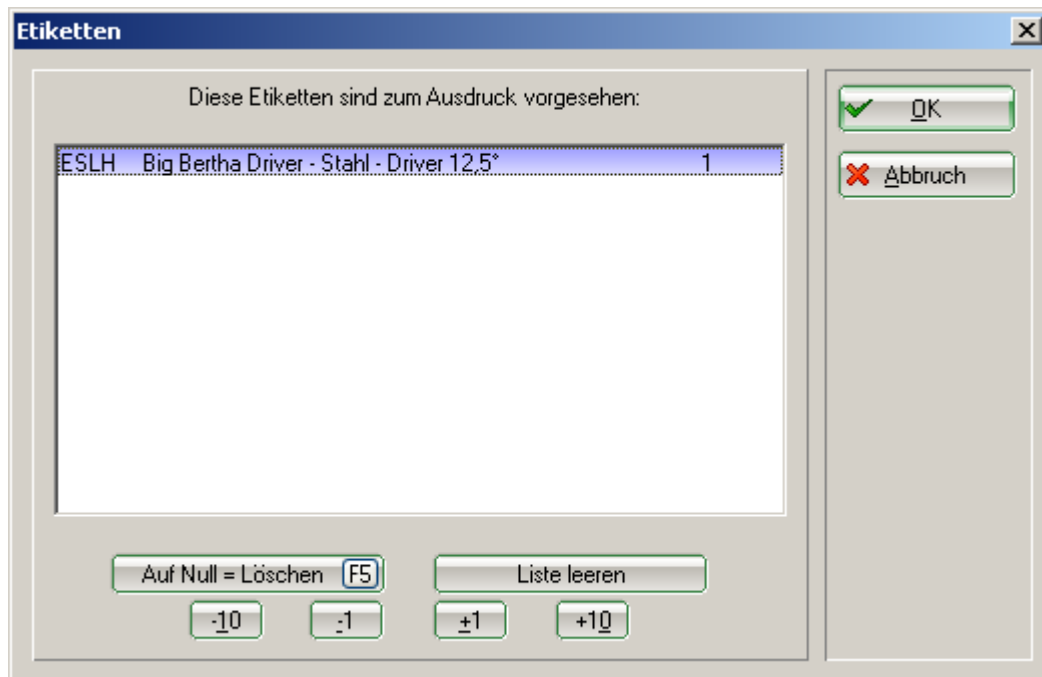 Etiketten
Diese Etiketten sind zum Ausdruck vorgesehen:
ESLH Big Bertha Driver - Stahl - Driver 12,5° 1
OK
Abbruch
Auf Null = Löschen F5 Liste leeren
-10 -1 +1 +10